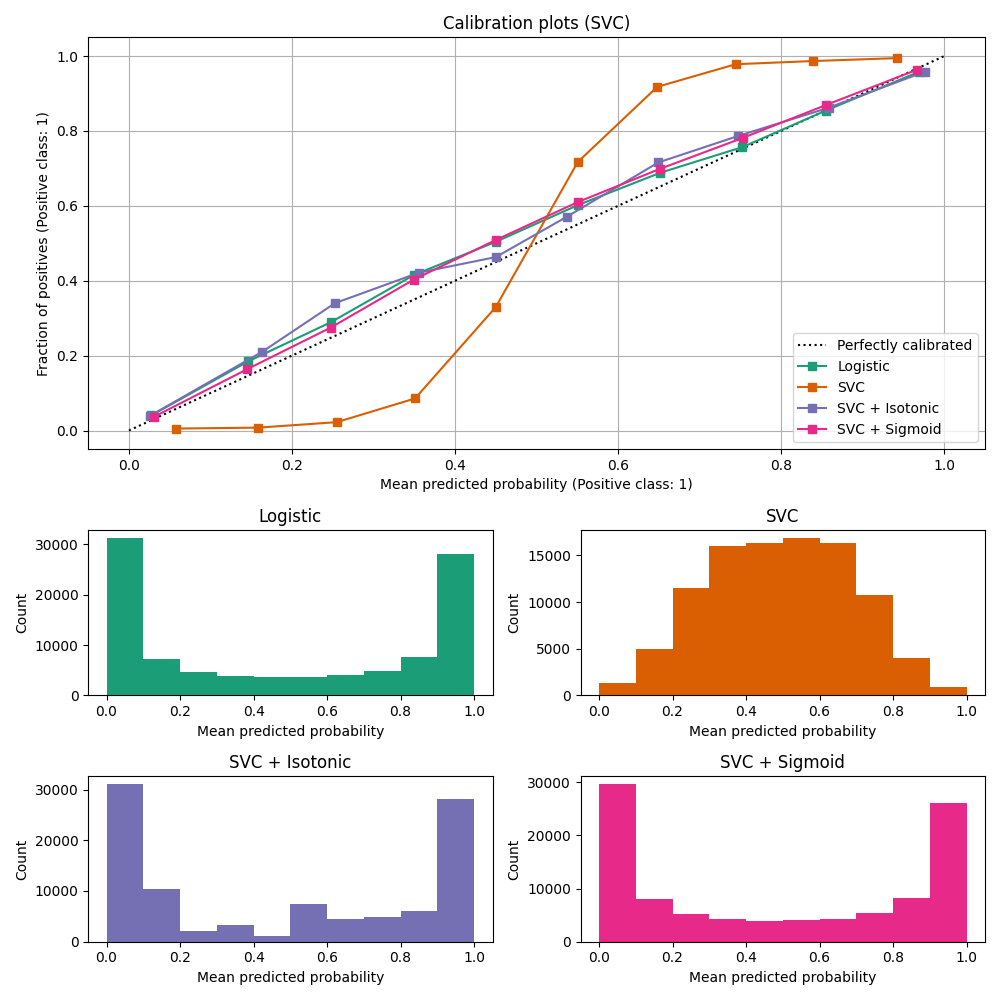 Calibration plots (SVC)
Fraction of positives (Positive class: 1)
1.0
0.8
0.6
0.4
0.2
0.0
0.0 0.2 0.4 0.6 0.8 1.0
Mean predicted probability (Positive class: 1)
Perfectly calibrated
Logistic
SVC
SVC + Isotonic
SVC + Sigmoid
Logistic
Count
30000
20000
10000
0
0.0 0.2 0.4 0.6 0.8 1.0
Mean predicted probability
SVC
Count
15000
10000
5000
0
0.0 0.2 0.4 0.6 0.8 1.0
Mean predicted probability
SVC + Isotonic
Count
30000
20000
10000
0
0.0 0.2 0.4 0.6 0.8 1.0
Mean predicted probability
SVC + Sigmoid
Count
30000
20000
10000
0
0.0 0.2 0.4 0.6 0.8 1.0
Mean predicted probability